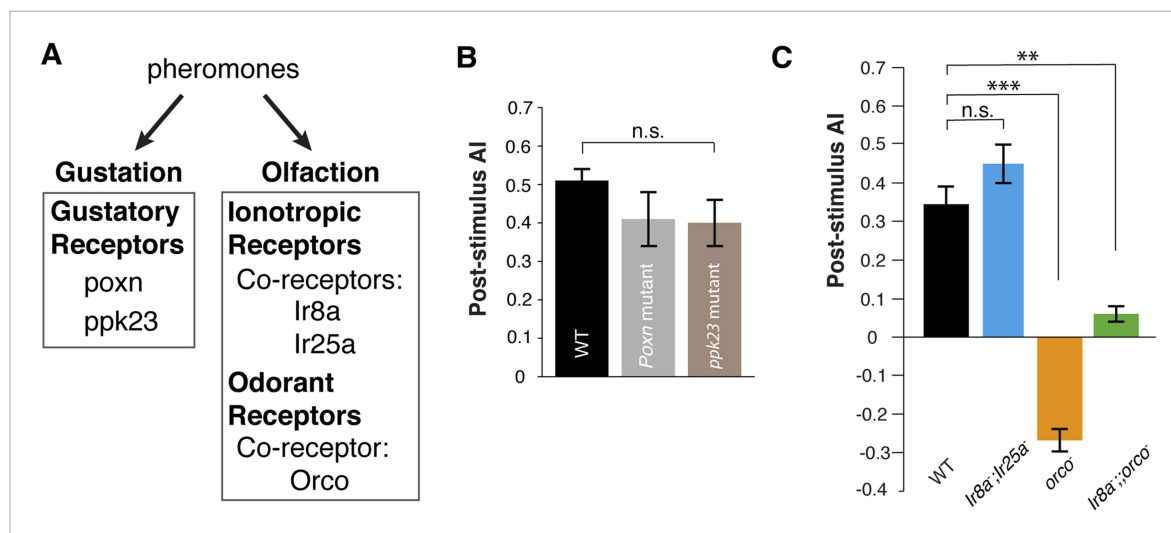 A
pheromones
Gustation
Olfaction
Gustatory
Receptors
poxn
ppk23
Ionotropic
Receptors
Co-receptors:
Ir8a
Ir25a
Odorant
Receptors
Co-receptor:
Orco
B
Post-stimulus AI
0.7
0.6
0.5
0.4
0.3
0.2
0.1
0
n.s.
WT
Poxn mutant
ppk23 mutant
C
Post-stimulus AI
0.7
0.6
0.5
0.4
0.3
0.2
0.1
0
-0.1
-0.2
-0.3
-0.4
**
***
n.s.
WT
Ir8a⁻;Ir25a⁻
orco⁻
Ir8a⁻;;orco⁻